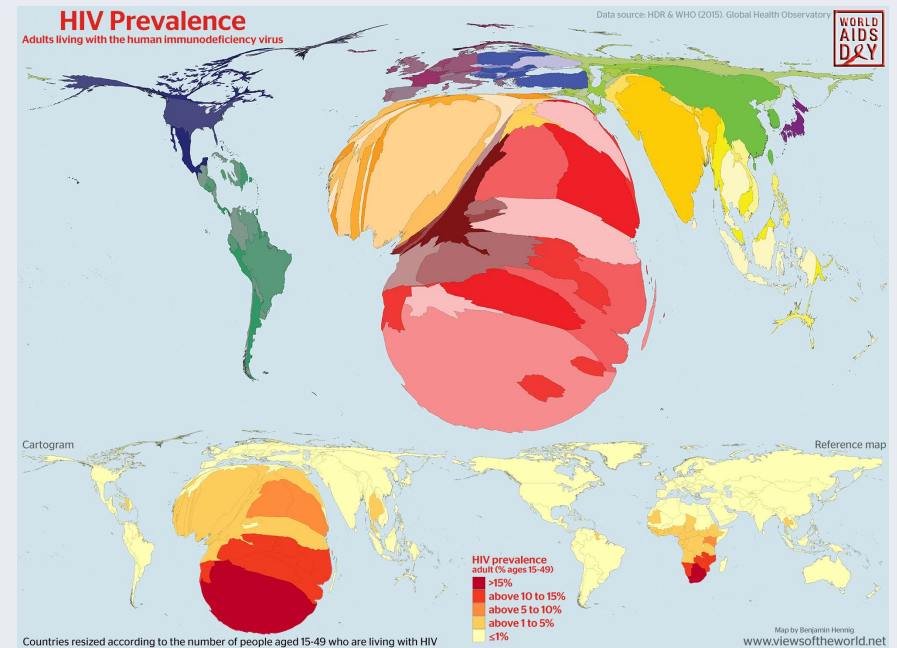 HIV Prevalence
Adults living with the human immunodeficiency virus
Data source: HDR & WHO (2015). Global Health Observatory
WORLD
AIDS
DAY
Cartogram
Reference map
HIV prevalence
adult (% ages 15-49)
>15%
above 10 to 15%
above 5 to 10%
above 1 to 5%
≤1%
Map by Benjamin Hennig
Countries resized according to the number of people aged 15-49 who are living with HIV
www.viewsoftheworld.net